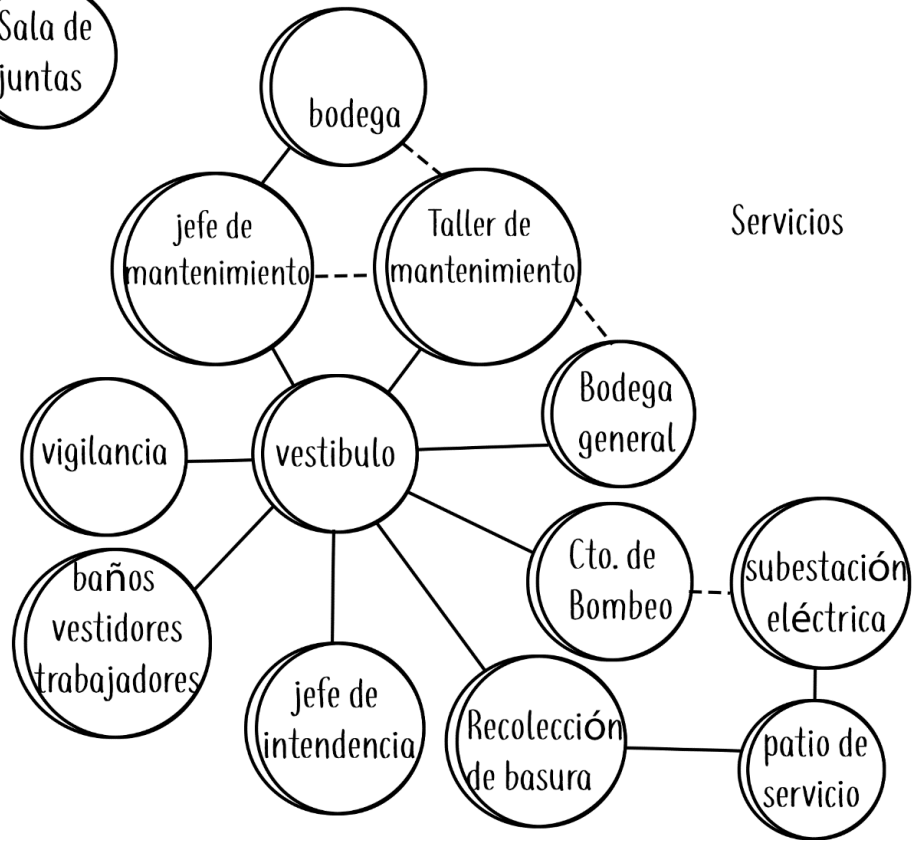 Sala de
juntas
bodega
jefe de
mantenimiento
Taller de
mantenimiento
Servicios
Bodega
general
vigilancia
vestibulo
Cto. de
Bombeo
subestación
eléctrica
baños
vestidores
trabajadores
jefe de
intendencia
Recolección
de basura
patio de
servicio